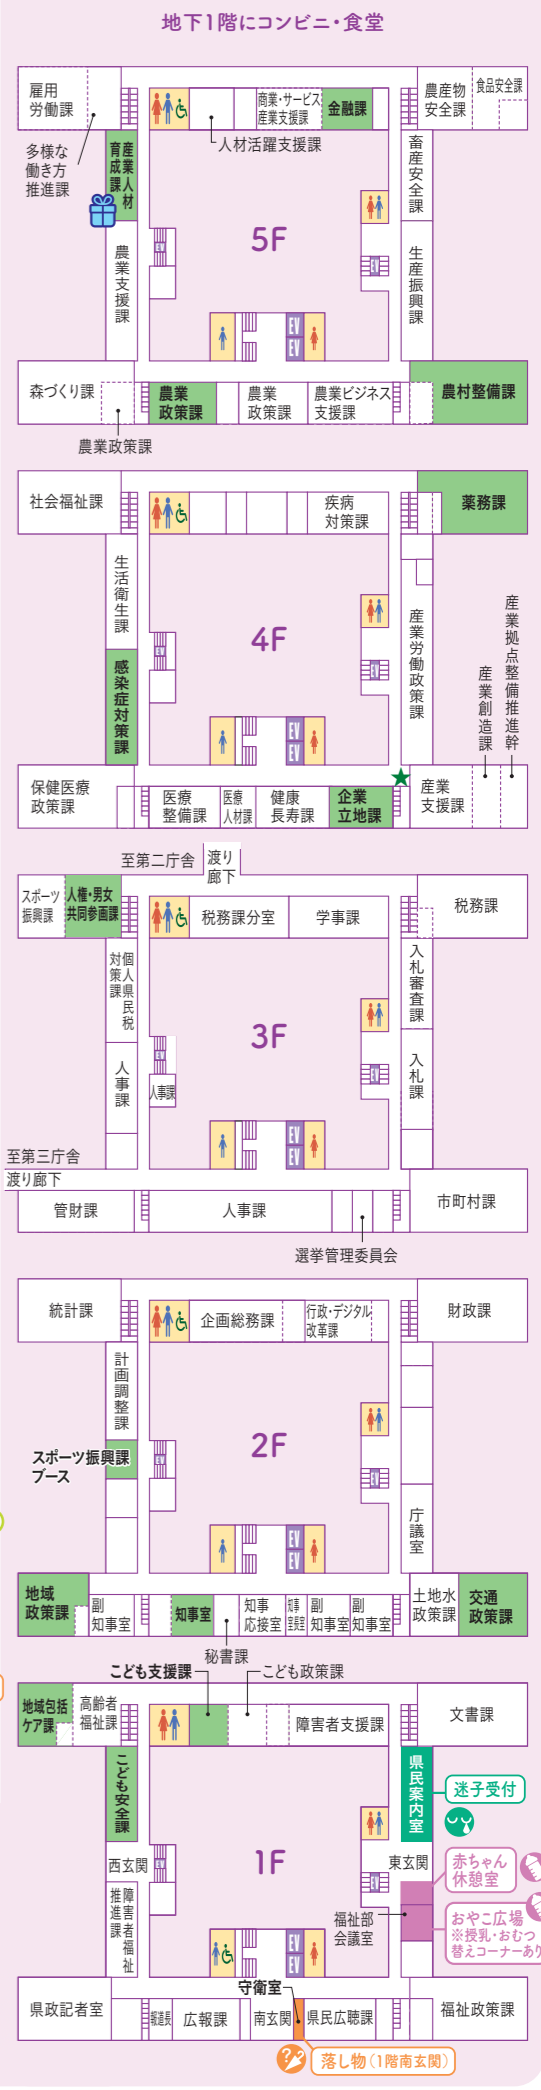 地下1階にコンビニ・食堂
雇用
労働課
商業・サービス
産業支援課
金融課
農産物
安全課
食品安全課
多様な
働き方
推進課
産業人材
育成課
人材活躍支援課
畜産安全課
5F
農業支援課
生産振興課
EV
EV
森づくり課
農業
政策課
農業
政策課
農業ビジネス
支援課
農村整備課
農業政策課
社会福祉課
疾病
対策課
薬務課
生活衛生課
4F
産業労働政策課
産業拠点整備推進幹
産業創造課
感染症対策課
EV
EV
保健医療
政策課
医療
整備課
医療
人材課
健康
長寿課
企業
立地課
産業
支援課
至第二庁舎
渡り
廊下
スポーツ
振興課
人権・男女
共同参画課
税務課分室
学事課
税務課
個人県民税
対策課
入札審査課
3F
人事課
人事課
入札課
EV
EV
至第三庁舎
渡り廊下
管財課
人事課
市町村課
選挙管理委員会
統計課
企画総務課
行政・デジタル
改革課
財政課
計画調整課
2F
スポーツ振興課
ブース
庁議室
EV
EV
地域
政策課
副
知事室
知事室
知事
応接室
知事
室長室
副
知事室
副
知事室
土地水
政策課
交通
政策課
秘書課
こども支援課
こども政策課
地域包括
ケア課
高齢者
福祉課
障害者支援課
文書課
こども安全課
県民案内室
迷子受付
1F
西玄関
東玄関
赤ちゃん
休憩室
障害者福祉
推進課
福祉部
会議室
おやこ広場
※授乳・おむつ
替えコーナーあり
EV
EV
守衛室
県政記者室
報道長
広報課
南玄関
県民広聴課
福祉政策課
落し物（1階南玄関）